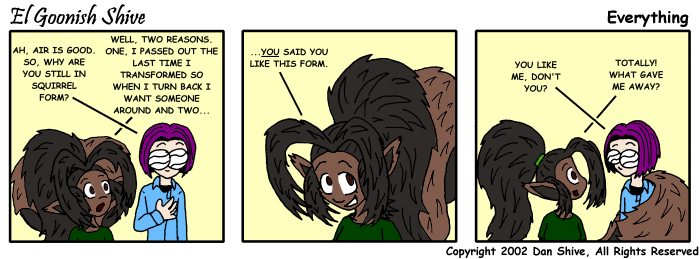 El Goonish Shive
Everything
AH, AIR IS GOOD.
SO, WHY ARE
YOU STILL IN
SQUIRREL
FORM?
WELL, TWO REASONS.
ONE, I PASSED OUT THE
LAST TIME I
TRANSFORMED SO
WHEN I TURN BACK I
WANT SOMEONE
AROUND AND TWO...
...YOU SAID YOU
LIKE THIS FORM.
YOU LIKE
ME, DON'T
YOU?
TOTALLY!
WHAT GAVE
ME AWAY?
Copyright 2002 Dan Shive, All Rights Reserved